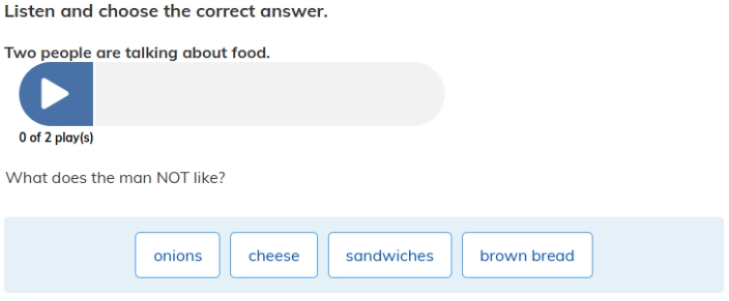 Listen and choose the correct answer.
Two people are talking about food.
0 of 2 play(s)
What does the man NOT like?
onions cheese sandwiches brown bread